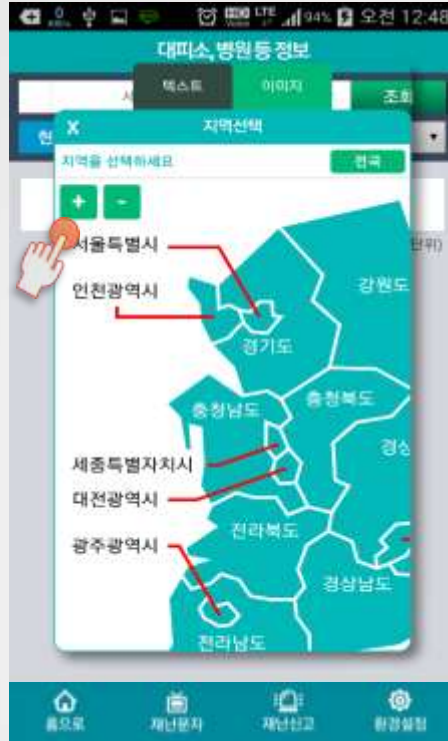 LTE 94% 오전 12:48
대피소, 병원 등 정보
텍스트 이미지
조회
현
X 지역선택
지역을 선택하세요 전국
+ -
서울특별시
인천광역시
강원도
경기도
충청남도 충청북도
경상
세종특별자치시
대전광역시
전라북도
광주광역시
경상남도
전라남도
단위)
홈으로 재난문자 재난신고 환경설정